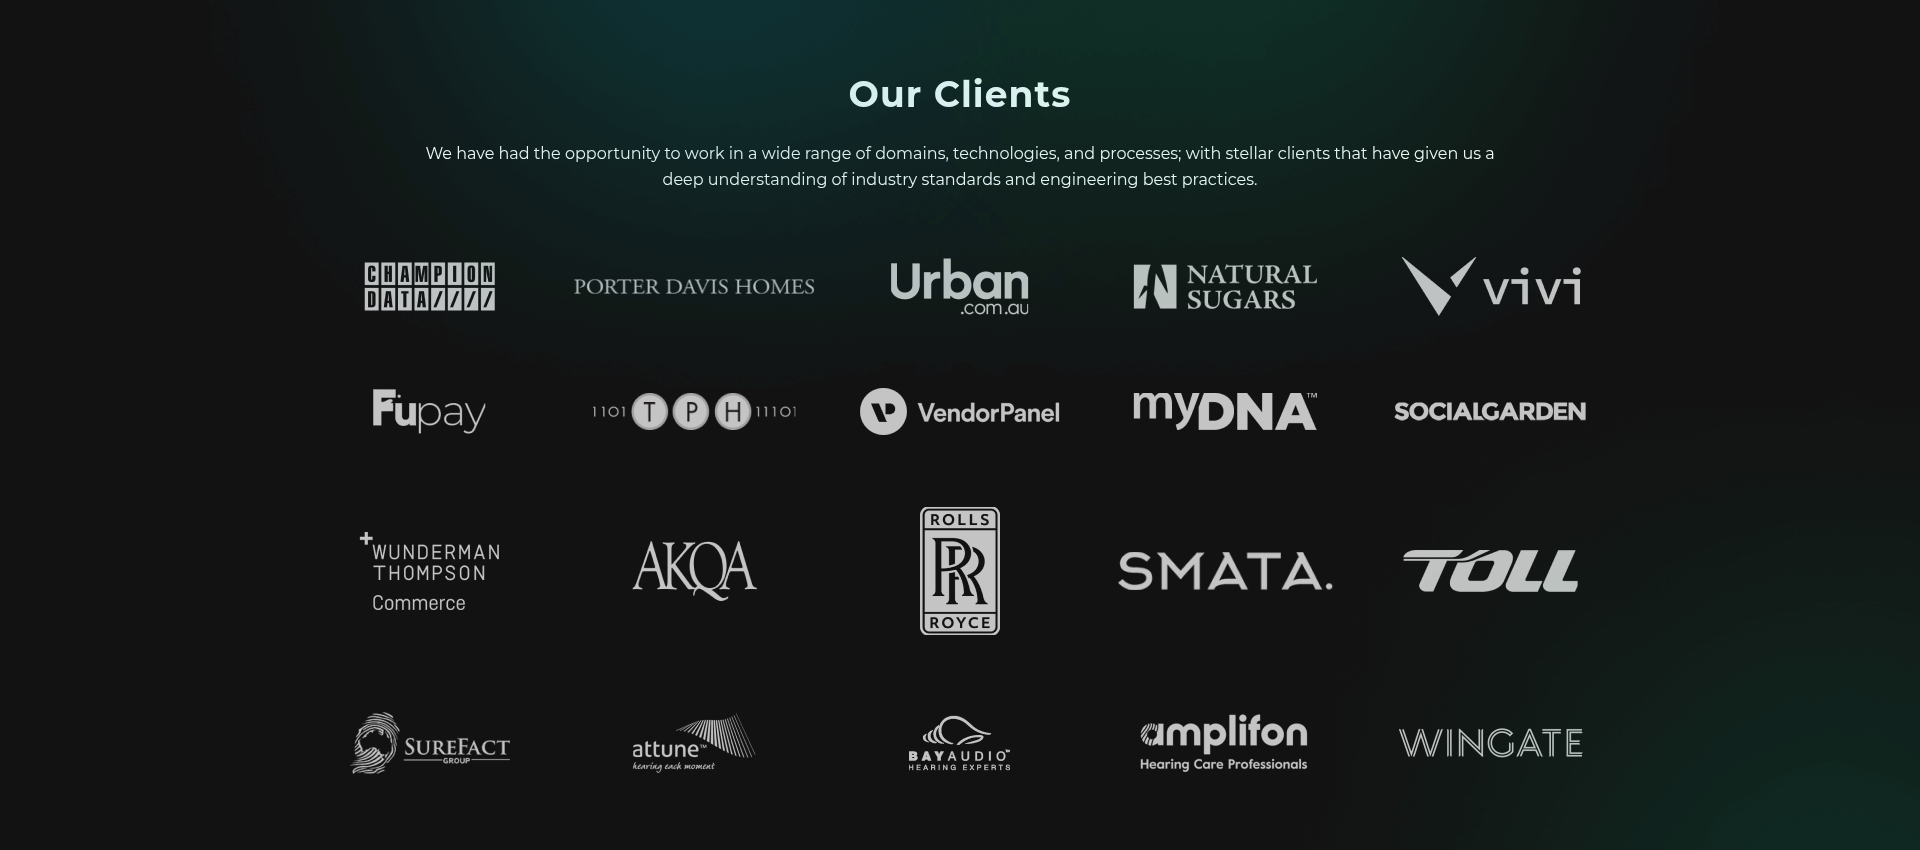 Our Clients
We have had the opportunity to work in a wide range of domains, technologies, and processes; with stellar clients that have given us a
deep understanding of industry standards and engineering best practices.
CHAMPION
DATA////
PORTER DAVIS HOMES
Urban
.com.au
NATURAL
SUGARS
vivi
Fupay
1101 T P H 11101
VendorPanel
myDNA™
SOCIALGARDEN
WUNDERMAN
THOMPSON
Commerce
AKQA
ROLLS
RR
ROYCE
SMATA.
TOLL
SUREFACT
GROUP
attune™
hearing each moment
BAYAUDIO™
HEARING EXPERTS
amplifon
Hearing Care Professionals
WINGATE